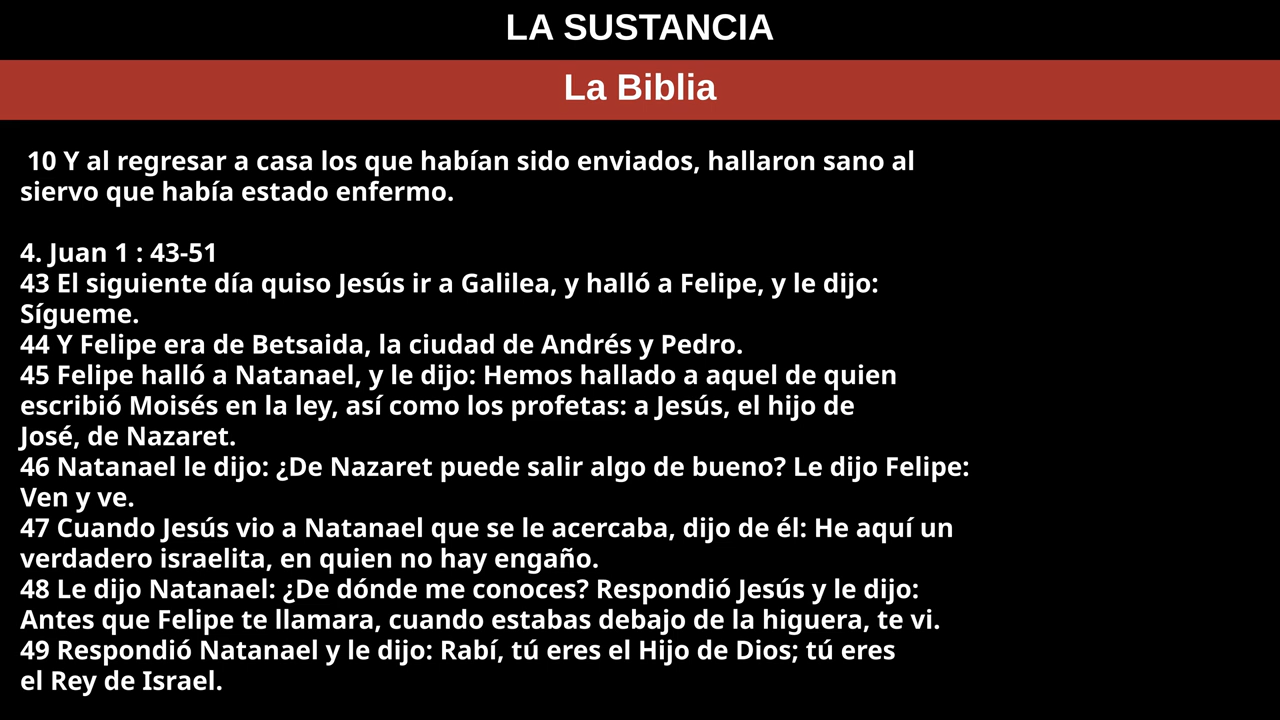 LA SUSTANCIA
La Biblia
10 Y al regresar a casa los que habían sido enviados, hallaron sano al
siervo que había estado enfermo.
4. Juan 1 : 43-51
43 El siguiente día quiso Jesús ir a Galilea, y halló a Felipe, y le dijo:
Sígueme.
44 Y Felipe era de Betsaida, la ciudad de Andrés y Pedro.
45 Felipe halló a Natanael, y le dijo: Hemos hallado a aquel de quien
escribió Moisés en la ley, así como los profetas: a Jesús, el hijo de
José, de Nazaret.
46 Natanael le dijo: ¿De Nazaret puede salir algo de bueno? Le dijo Felipe:
Ven y ve.
47 Cuando Jesús vio a Natanael que se le acercaba, dijo de él: He aquí un
verdadero israelita, en quien no hay engaño.
48 Le dijo Natanael: ¿De dónde me conoces? Respondió Jesús y le dijo:
Antes que Felipe te llamara, cuando estabas debajo de la higuera, te vi.
49 Respondió Natanael y le dijo: Rabí, tú eres el Hijo de Dios; tú eres
el Rey de Israel.